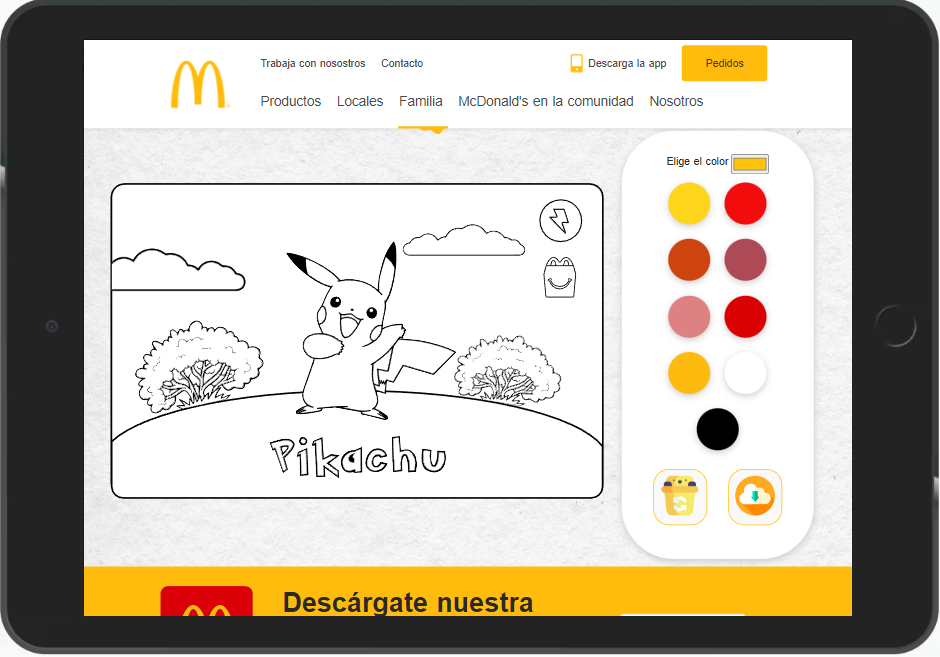 Trabaja con nosostros Contacto Descarga la app Pedidos
Productos Locales Familia McDonald's en la comunidad Nosotros
Elige el color
Pikachu
Descárgate nuestra